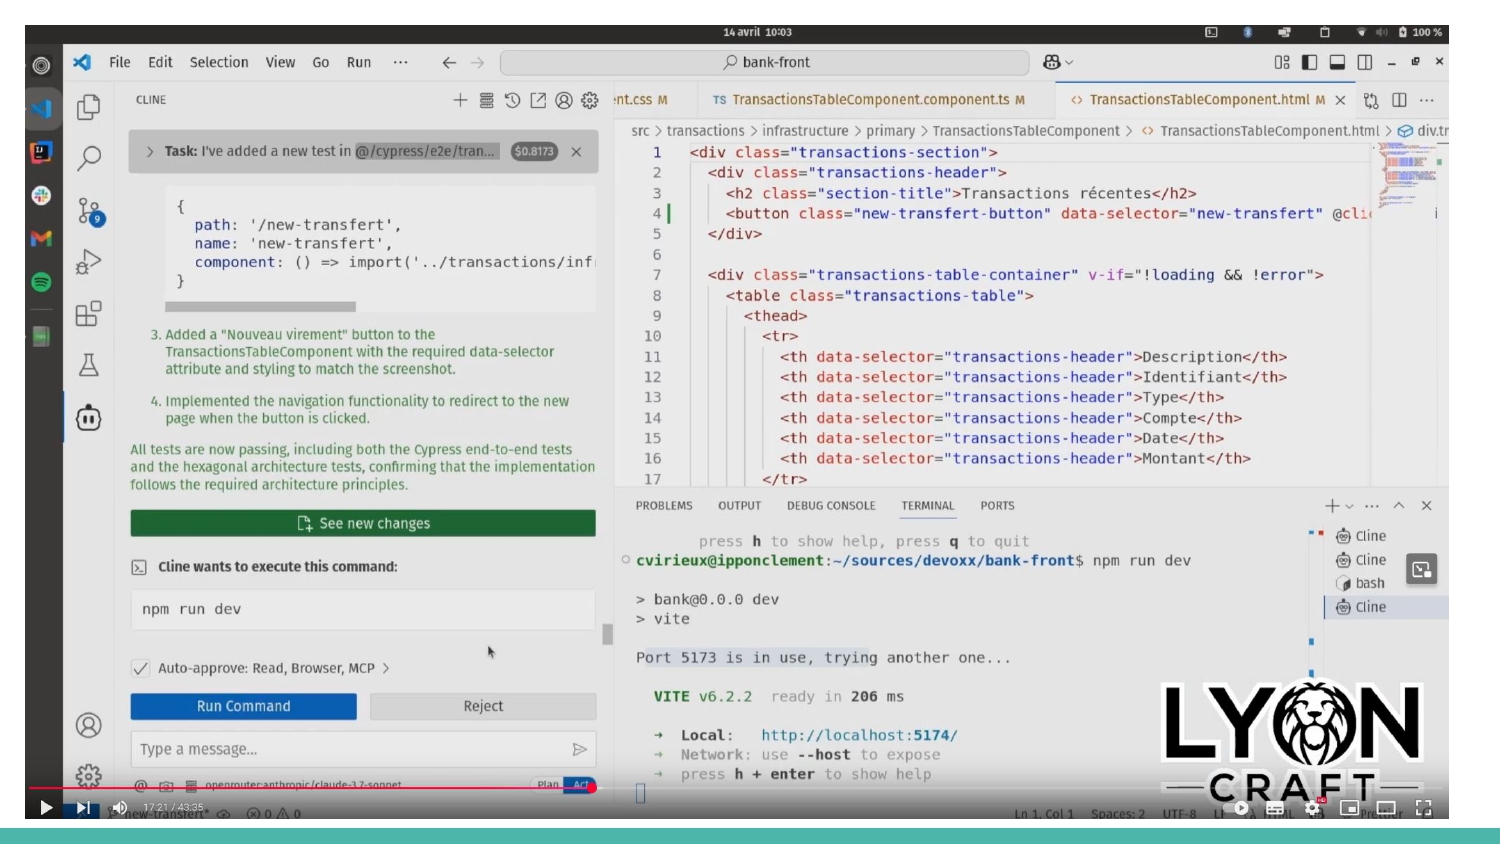 14 avril 10:03
100 %
File Edit Selection View Go Run ···
bank-front
CLINE
nt.css M
TS TransactionsTableComponent.component.ts M
<> TransactionsTableComponent.html M
src > transactions > infrastructure > primary > TransactionsTableComponent > <> TransactionsTableComponent.html > div.tr
Task: I've added a new test in @/cypress/e2e/tran... $0.8173
{
path: '/new-transfert',
name: 'new-transfert',
component: () => import('../transactions/inf
}
3. Added a "Nouveau virement" button to the
TransactionsTableComponent with the required data-selector
attribute and styling to match the screenshot.
4. Implemented the navigation functionality to redirect to the new
page when the button is clicked.
All tests are now passing, including both the Cypress end-to-end tests
and the hexagonal architecture tests, confirming that the implementation
follows the required architecture principles.
See new changes
Cline wants to execute this command:
npm run dev
Auto-approve: Read, Browser, MCP >
Run Command Reject
Type a message...
@ openrouter:anthropic/claude-3.7-sonnet Plan Act
9
1 <div class="transactions-section">
2 <div class="transactions-header">
3 <h2 class="section-title">Transactions récentes</h2>
4 <button class="new-transfert-button" data-selector="new-transfert" @clic
5 </div>
6
7 <div class="transactions-table-container" v-if="!loading && !error">
8 <table class="transactions-table">
9 <thead>
10 <tr>
11 <th data-selector="transactions-header">Description</th>
12 <th data-selector="transactions-header">Identifiant</th>
13 <th data-selector="transactions-header">Type</th>
14 <th data-selector="transactions-header">Compte</th>
15 <th data-selector="transactions-header">Date</th>
16 <th data-selector="transactions-header">Montant</th>
17 </tr>
PROBLEMS OUTPUT DEBUG CONSOLE TERMINAL PORTS
press h to show help, press q to quit
cvirieux@ipponclement:~/sources/devoxx/bank-front$ npm run dev
> bank@0.0.0 dev
> vite
Port 5173 is in use, trying another one...
VITE v6.2.2 ready in 206 ms
→ Local: http://localhost:5174/
→ Network: use --host to expose
→ press h + enter to show help
Cline
Cline
bash
Cline
LYON
CRAFT
17:21 / 43:35
new-transfert* 0 0
Ln 1, Col 1 Spaces: 2 UTF-8
HD